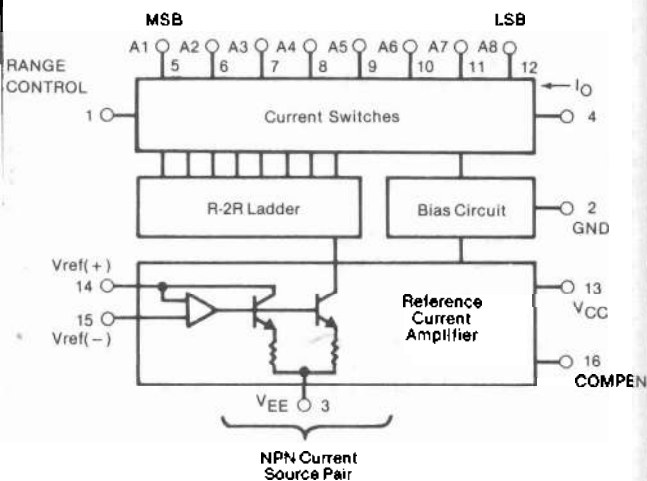 MSB LSB
A1 A2 A3 A4 A5 A6 A7 A8
5 6 7 8 9 10 11 12
RANGE
CONTROL
IO
1 Current Switches 4
R-2R Ladder Bias Circuit 2
GND
Vref(+)
14
15
Vref(−)
Reference
Current
Amplifier
13
VCC
16
COMPEN
VEE 3
NPN Current
Source Pair